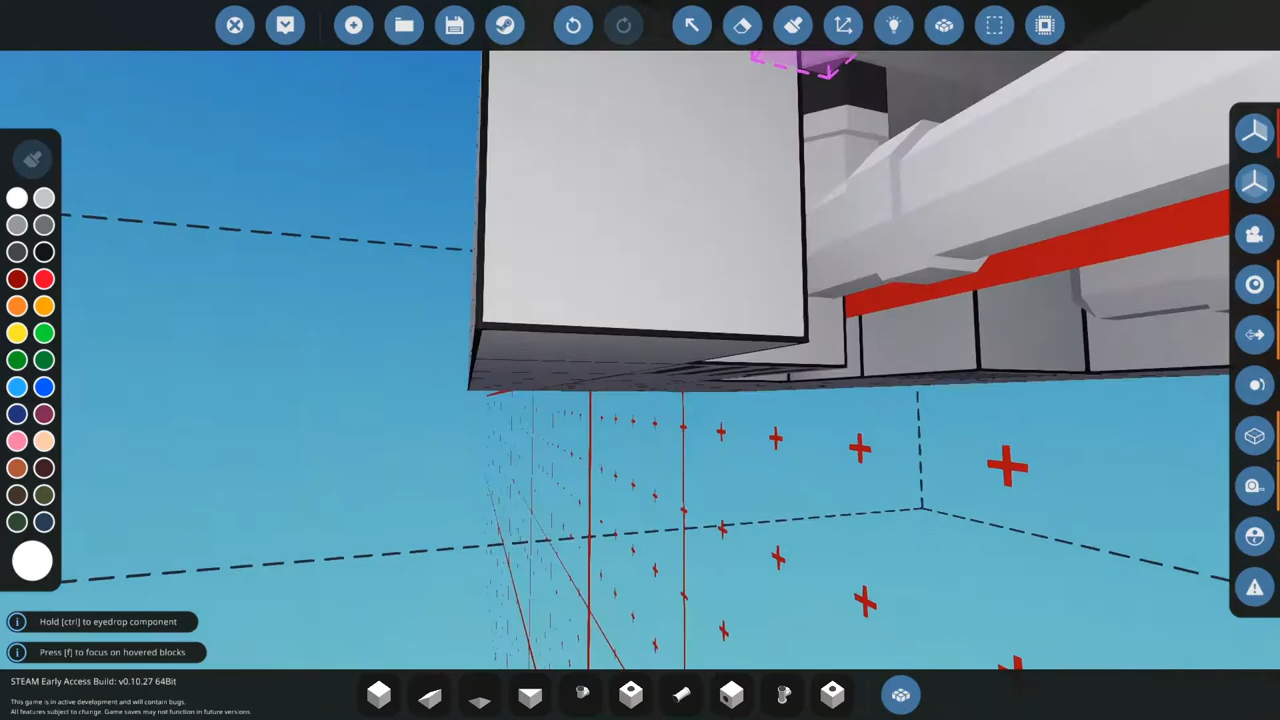 Hold [ctrl] to eyedrop component
Press [f] to focus on hovered blocks
STEAM Early Access Build: v0.10.27 64Bit
This game is in active development and will contain bugs.
All features subject to change. Game saves may not function in future versions.